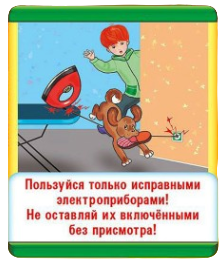 Пользуйся только исправными
электроприборами!
Не оставляй их включёнными
без присмотра!